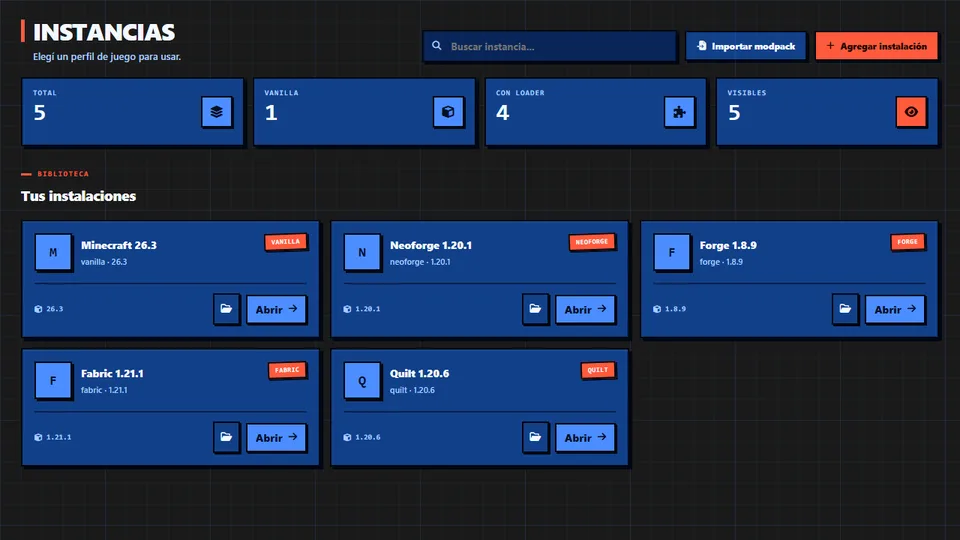 INSTANCIAS
Elegí un perfil de juego para usar.
Buscar instancia...
Importar modpack
+ Agregar instalación
TOTAL
5
VANILLA
1
CON LOADER
4
VISIBLES
5
BIBLIOTECA
Tus instalaciones
M
Minecraft 26.3
vanilla · 26.3
VANILLA
26.3
Abrir →
N
Neoforge 1.20.1
neoforge · 1.20.1
NEOFORGE
1.20.1
Abrir →
F
Forge 1.8.9
forge · 1.8.9
FORGE
1.8.9
Abrir →
F
Fabric 1.21.1
fabric · 1.21.1
FABRIC
1.21.1
Abrir →
Q
Quilt 1.20.6
quilt · 1.20.6
QUILT
1.20.6
Abrir →